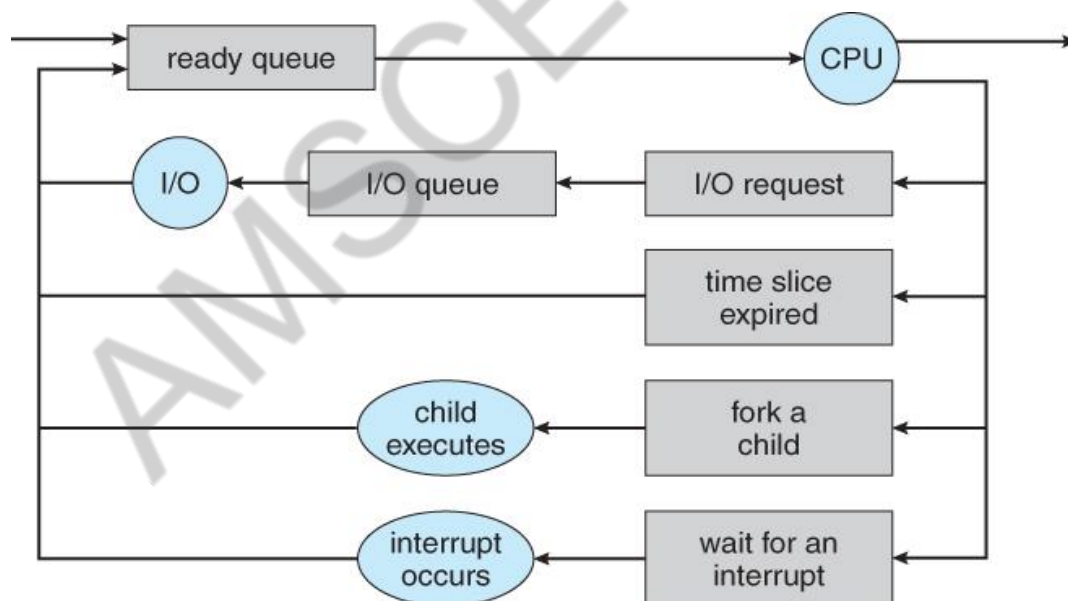 ready queue
CPU
I/O
I/O queue
I/O request
time slice
expired
child
executes
fork a
child
interrupt
occurs
wait for an
interrupt
AMSCE